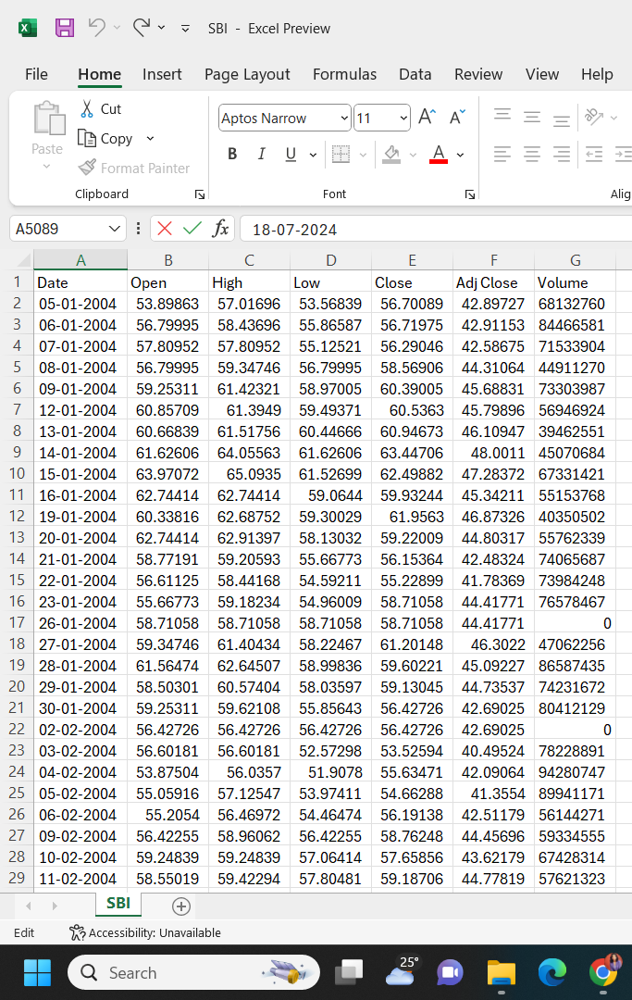 SBI - Excel Preview
File Home Insert Page Layout Formulas Data Review View Help
Paste
Cut
Copy
Format Painter
Clipboard
Aptos Narrow 11 A A
B I U A
Font
Alig
A5089 fx 18-07-2024
A B C D E F G
1 Date Open High Low Close Adj Close Volume
2 05-01-2004 53.89863 57.01696 53.56839 56.70089 42.89727 68132760
3 06-01-2004 56.79995 58.43696 55.86587 56.71975 42.91153 84466581
4 07-01-2004 57.80952 57.80952 55.12521 56.29046 42.58675 71533904
5 08-01-2004 56.79995 59.34746 56.79995 58.56906 44.31064 44911270
6 09-01-2004 59.25311 61.42321 58.97005 60.39005 45.68831 73303987
7 12-01-2004 60.85709 61.3949 59.49371 60.5363 45.79896 56946924
8 13-01-2004 60.66839 61.51756 60.44666 60.94673 46.10947 39462551
9 14-01-2004 61.62606 64.05563 61.62606 63.44706 48.0011 45070684
10 15-01-2004 63.97072 65.0935 61.52699 62.49882 47.28372 67331421
11 16-01-2004 62.74414 62.74414 59.0644 59.93244 45.34211 55153768
12 19-01-2004 60.33816 62.68752 59.30029 61.9563 46.87326 40350502
13 20-01-2004 62.74414 62.91397 58.13032 59.22009 44.80317 55762339
14 21-01-2004 58.77191 59.20593 55.66773 56.15364 42.48324 74065687
15 22-01-2004 56.61125 58.44168 54.59211 55.22899 41.78369 73984248
16 23-01-2004 55.66773 59.18234 54.96009 58.71058 44.41771 76578467
17 26-01-2004 58.71058 58.71058 58.71058 58.71058 44.41771 0
18 27-01-2004 59.34746 61.40434 58.22467 61.20148 46.3022 47062256
19 28-01-2004 61.56474 62.64507 58.99836 59.60221 45.09227 86587435
20 29-01-2004 58.50301 60.57404 58.03597 59.13045 44.73537 74231672
21 30-01-2004 59.25311 59.62108 55.85643 56.42726 42.69025 80412129
22 02-02-2004 56.42726 56.42726 56.42726 56.42726 42.69025 0
23 03-02-2004 56.60181 56.60181 52.57298 53.52594 40.49524 78228891
24 04-02-2004 53.87504 56.0357 51.9078 55.63471 42.09064 94280747
25 05-02-2004 55.05916 57.12547 53.97411 54.66288 41.3554 89941171
26 06-02-2004 55.2054 56.46972 54.46474 56.19138 42.51179 56144271
27 09-02-2004 56.42255 58.96062 56.42255 58.76248 44.45696 59334555
28 10-02-2004 59.24839 59.24839 57.06414 57.65856 43.62179 67428314
29 11-02-2004 58.55019 59.42294 57.80481 59.18706 44.77819 57621323
SBI
Edit Accessibility: Unavailable
Search 25°